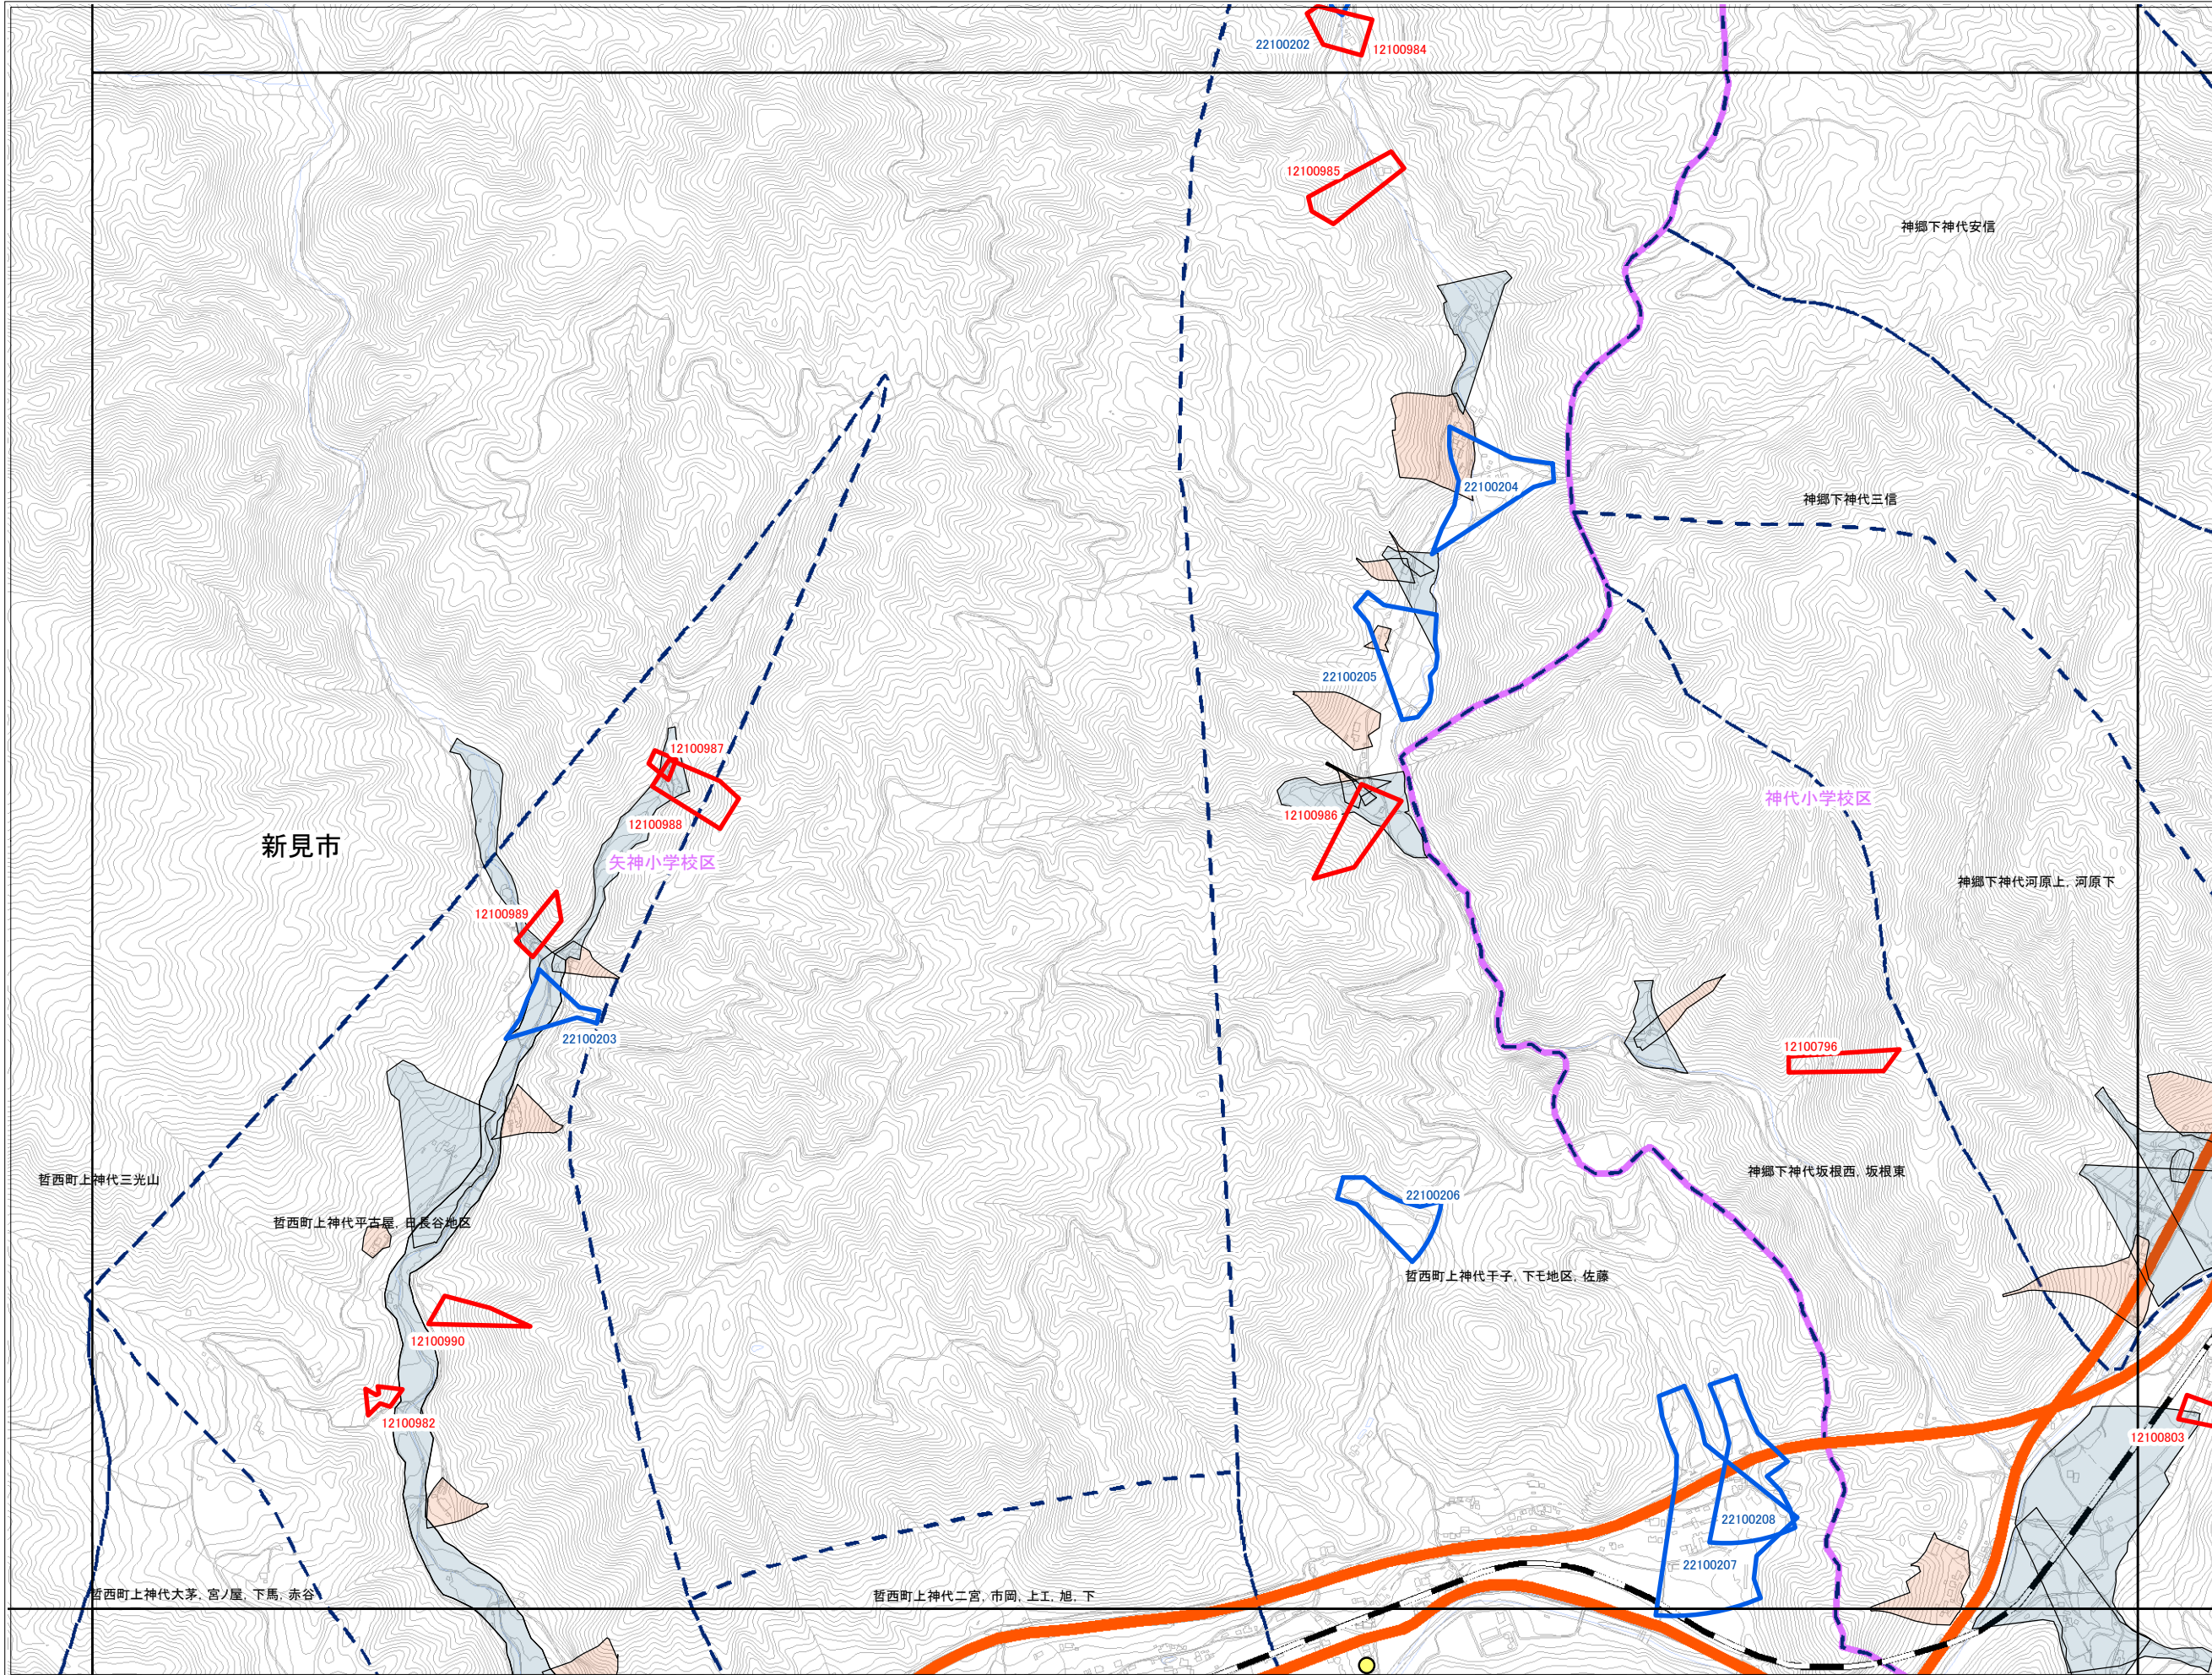 22100202
12100984
12100985
神郷下神代安信
22100204
神郷下神代三信
22100205
12100987
神代小学校区
12100986
12100988
新見市
矢神小学校区
神郷下神代河原上, 河原下
12100989
22100203
12100796
神郷下神代坂根西, 坂根東
哲西町上神代三光山
22100206
哲西町上神代平古屋, 日長谷地区
哲西町上神代干子, 下モ地区, 佐藤
12100990
12100982
12100803
22100208
22100207
哲西町上神代大茅, 宮ノ屋, 下馬, 赤谷
哲西町上神代二宮, 市岡, 上エ, 旭, 下